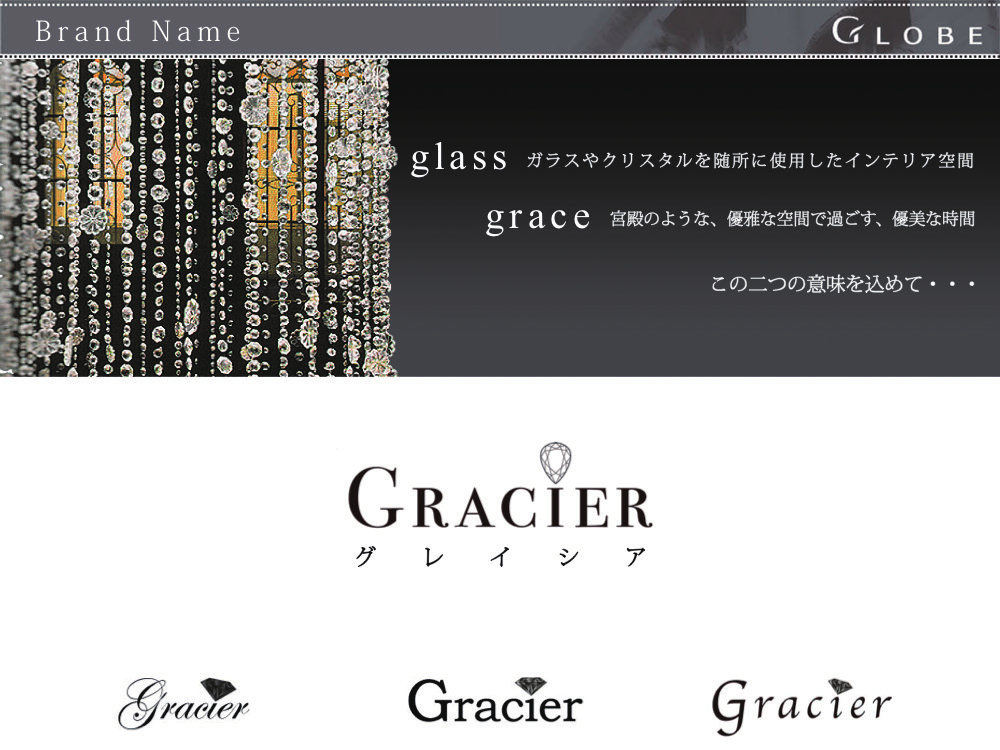 Brand Name
GLOBE
glass ガラスやクリスタルを随所に使用したインテリア空間
grace 宮殿のような、優雅な空間で過ごす、優美な時間
この二つの意味を込めて・・・
GRACIER
グレイシア
Gracier
Gracier
Gracier